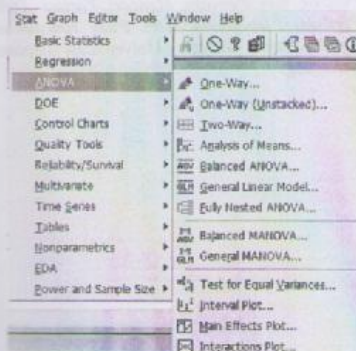 Stat Graph Editor Tools Window Help
Basic Statistics
Regression
ANOVA
DOE
Control Charts
Quality Tools
Reliability/Survival
Multivariate
Time Series
Tables
Nonparametrics
EDA
Power and Sample Size
One-Way...
One-Way (Unstacked)...
Two-Way...
Analysis of Means...
Balanced ANOVA...
General Linear Model...
Fully Nested ANOVA...
Balanced MANOVA...
General MANOVA...
Test for Equal Variances...
Interval Plot...
Main Effects Plot...
Interactions Plot...